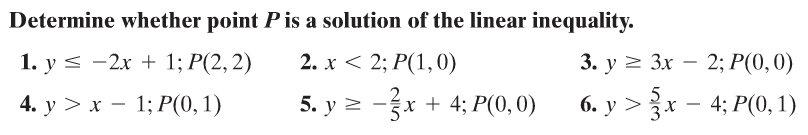 Determine whether point P is a solution of the linear inequality.
1. y ≤ −2x + 1; P(2, 2) 2. x < 2; P(1, 0) 3. y ≥ 3x − 2; P(0, 0)
4. y > x − 1; P(0, 1) 5. y ≥ −2/5x + 4; P(0, 0) 6. y > 5/3x − 4; P(0, 1)